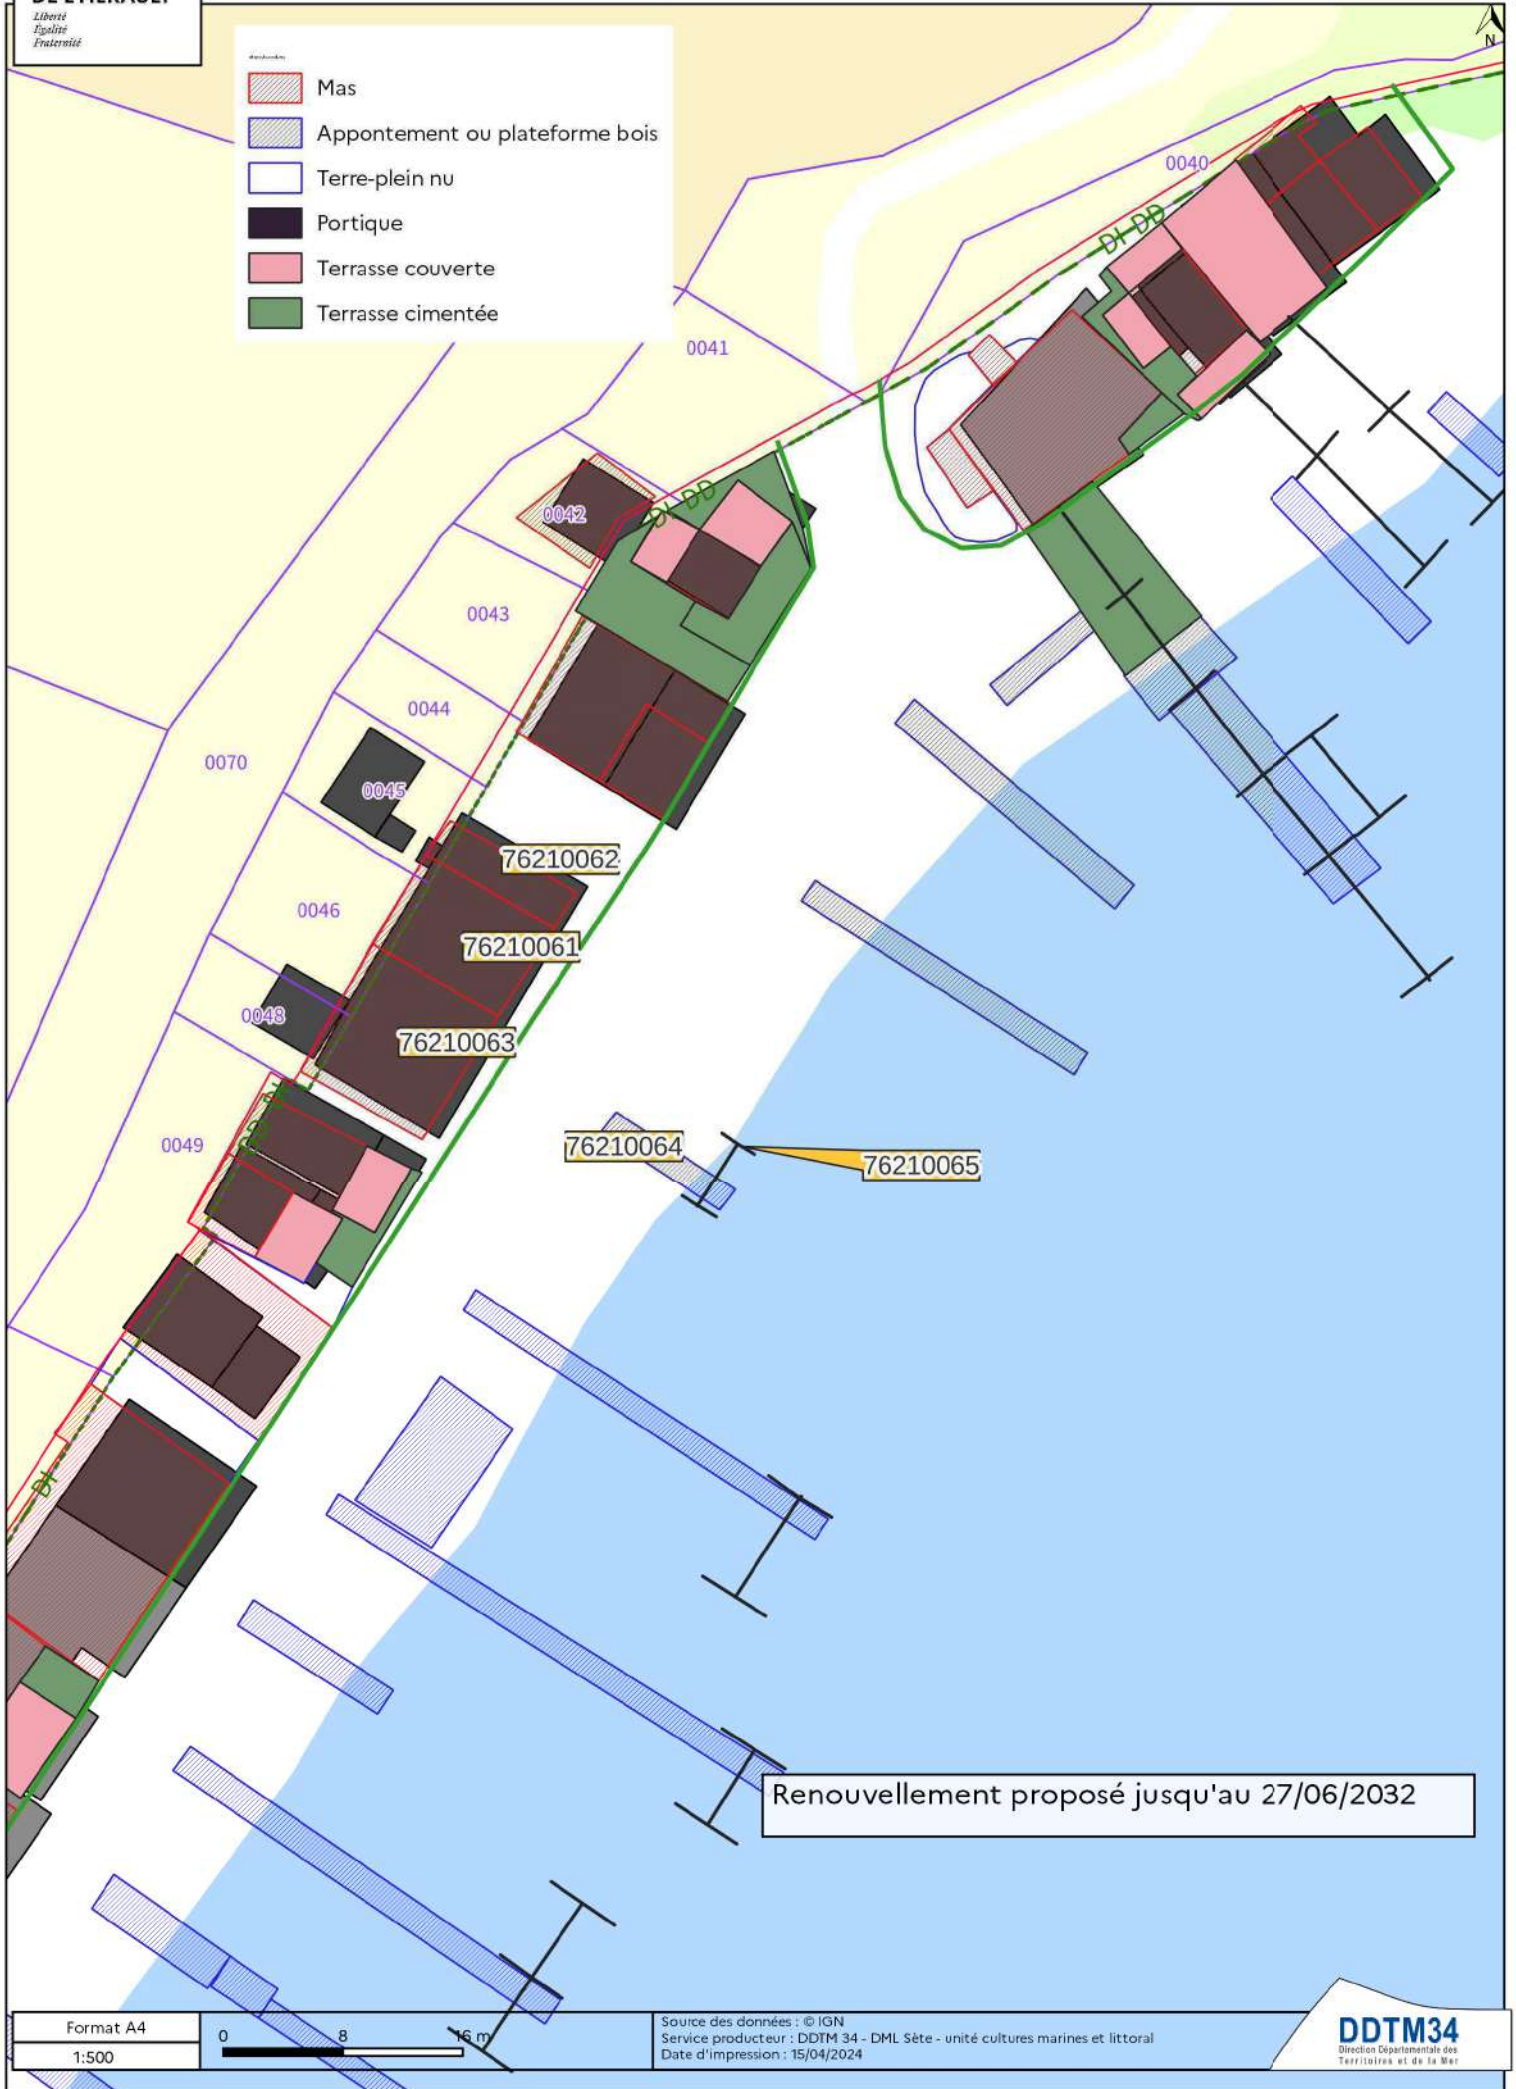 DE L'HÉRAULT
Liberté
Égalité
Fraternité
N
Mas
Appontement ou plateforme bois
Terre-plein nu
Portique
Terrasse couverte
Terrasse cimentée
0040
DI DD
0041
0042
DI DD
0043
0044
0070
0045
76210062
0046
76210061
0048
76210063
DD DI
0049
76210064
76210065
DI
Renouvellement proposé jusqu'au 27/06/2032
Format A4
1:500
0 8 16 m
Source des données : © IGN
Service producteur : DDTM 34 - DML Sète - unité cultures marines et littoral
Date d'impression : 15/04/2024
DDTM34
Direction Départementale des
Territoires et de la Mer